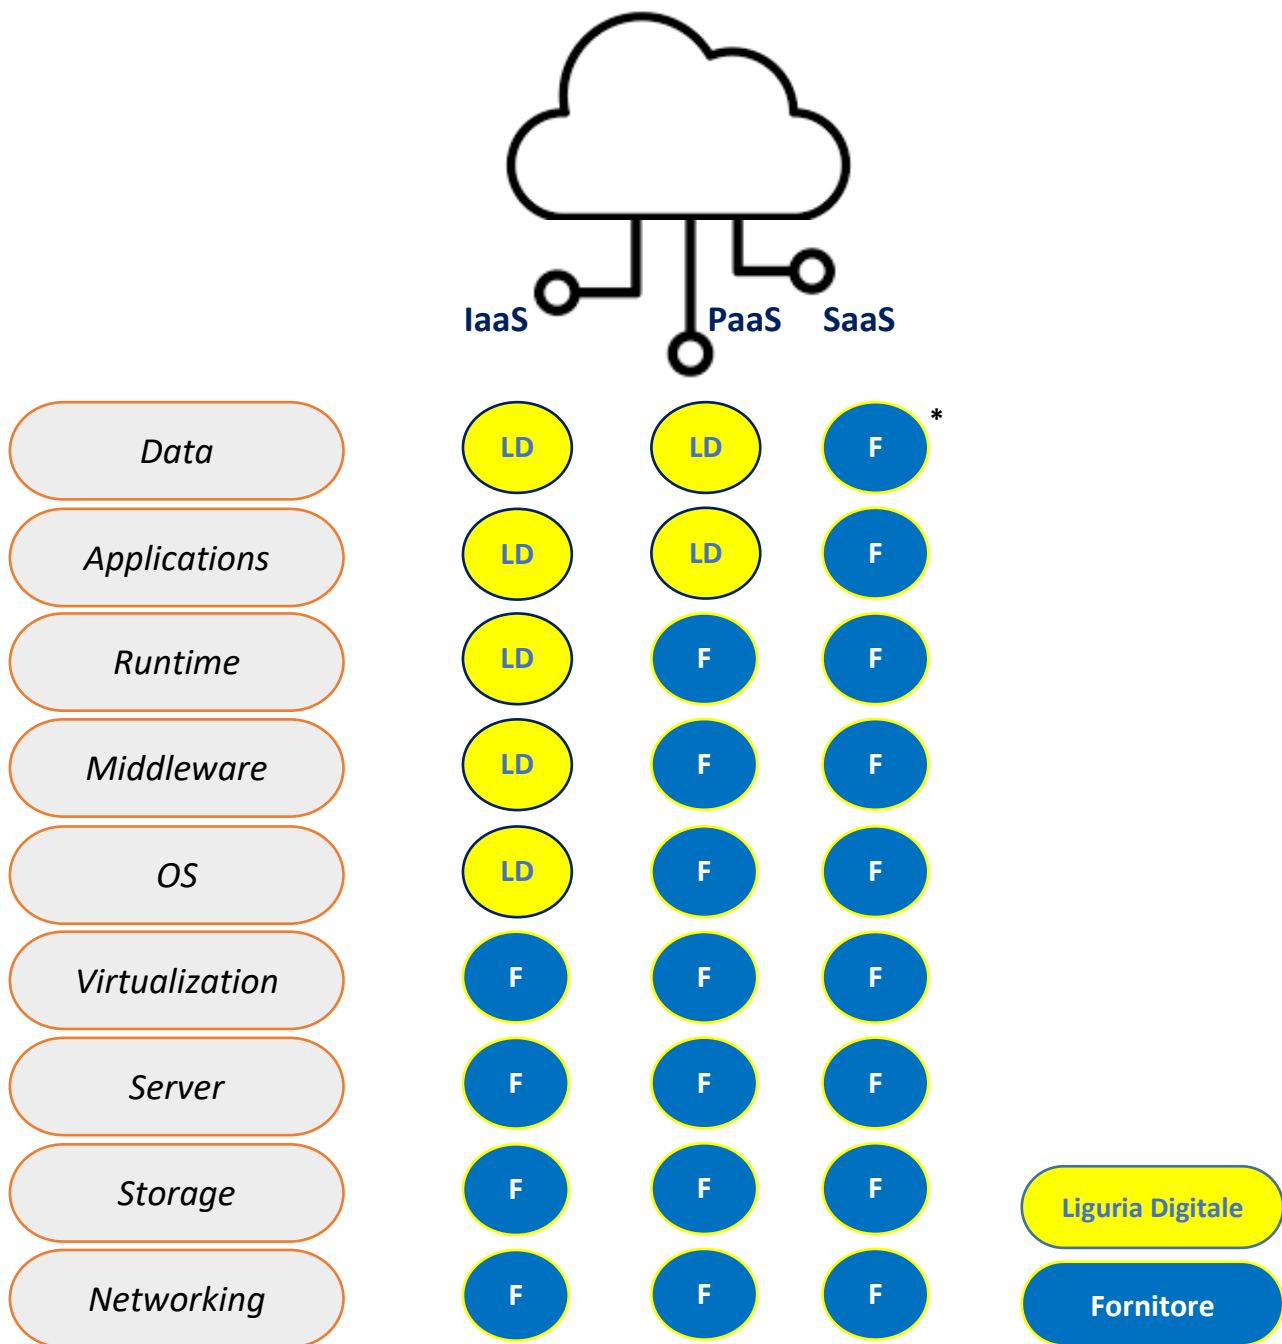 IaaS PaaS SaaS
Data LD LD F *
Applications LD LD F
Runtime LD F F
Middleware LD F F
OS LD F F
Virtualization F F F
Server F F F
Storage F F F
Liguria Digitale
Networking F F F
Fornitore